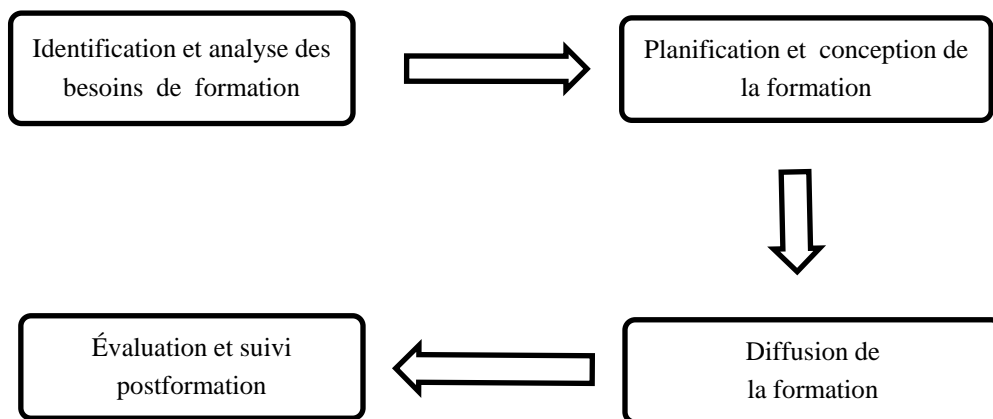 Identification et analyse des
besoins de formation
Planification et conception de
la formation
Diffusion de
la formation
Évaluation et suivi
postformation